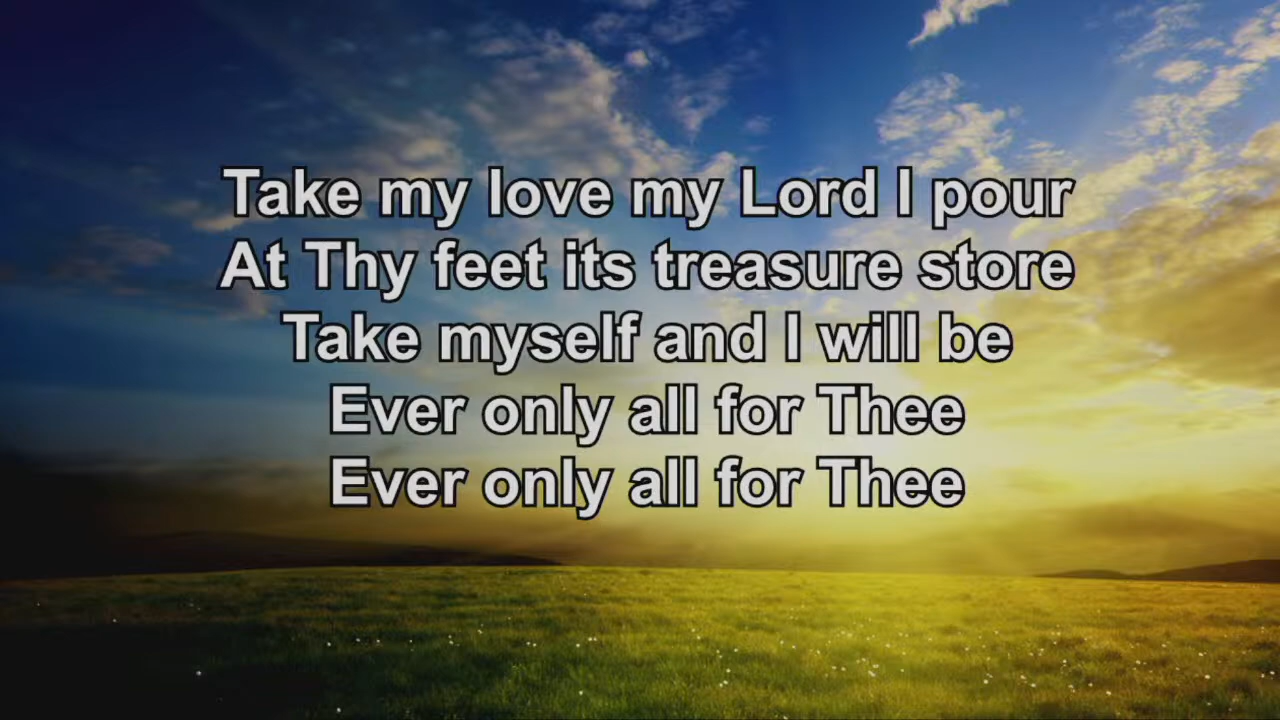 Take my love my Lord I pour
At Thy feet its treasure store
Take myself and I will be
Ever only all for Thee
Ever only all for Thee